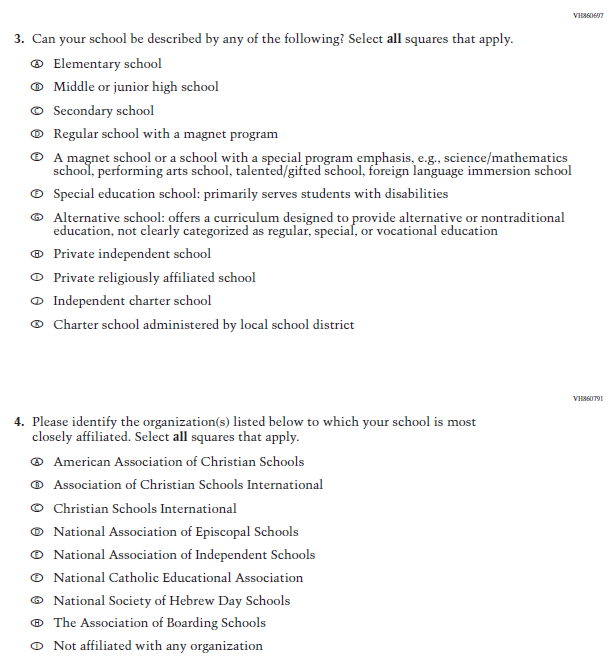 VH860697
3. Can your school be described by any of the following? Select all squares that apply.
A Elementary school
B Middle or junior high school
C Secondary school
D Regular school with a magnet program
E A magnet school or a school with a special program emphasis, e.g., science/mathematics
school, performing arts school, talented/gifted school, foreign language immersion school
F Special education school: primarily serves students with disabilities
G Alternative school: offers a curriculum designed to provide alternative or nontraditional
education, not clearly categorized as regular, special, or vocational education
H Private independent school
I Private religiously affiliated school
J Independent charter school
K Charter school administered by local school district
VH860791
4. Please identify the organization(s) listed below to which your school is most
closely affiliated. Select all squares that apply.
A American Association of Christian Schools
B Association of Christian Schools International
C Christian Schools International
D National Association of Episcopal Schools
E National Association of Independent Schools
F National Catholic Educational Association
G National Society of Hebrew Day Schools
H The Association of Boarding Schools
I Not affiliated with any organization